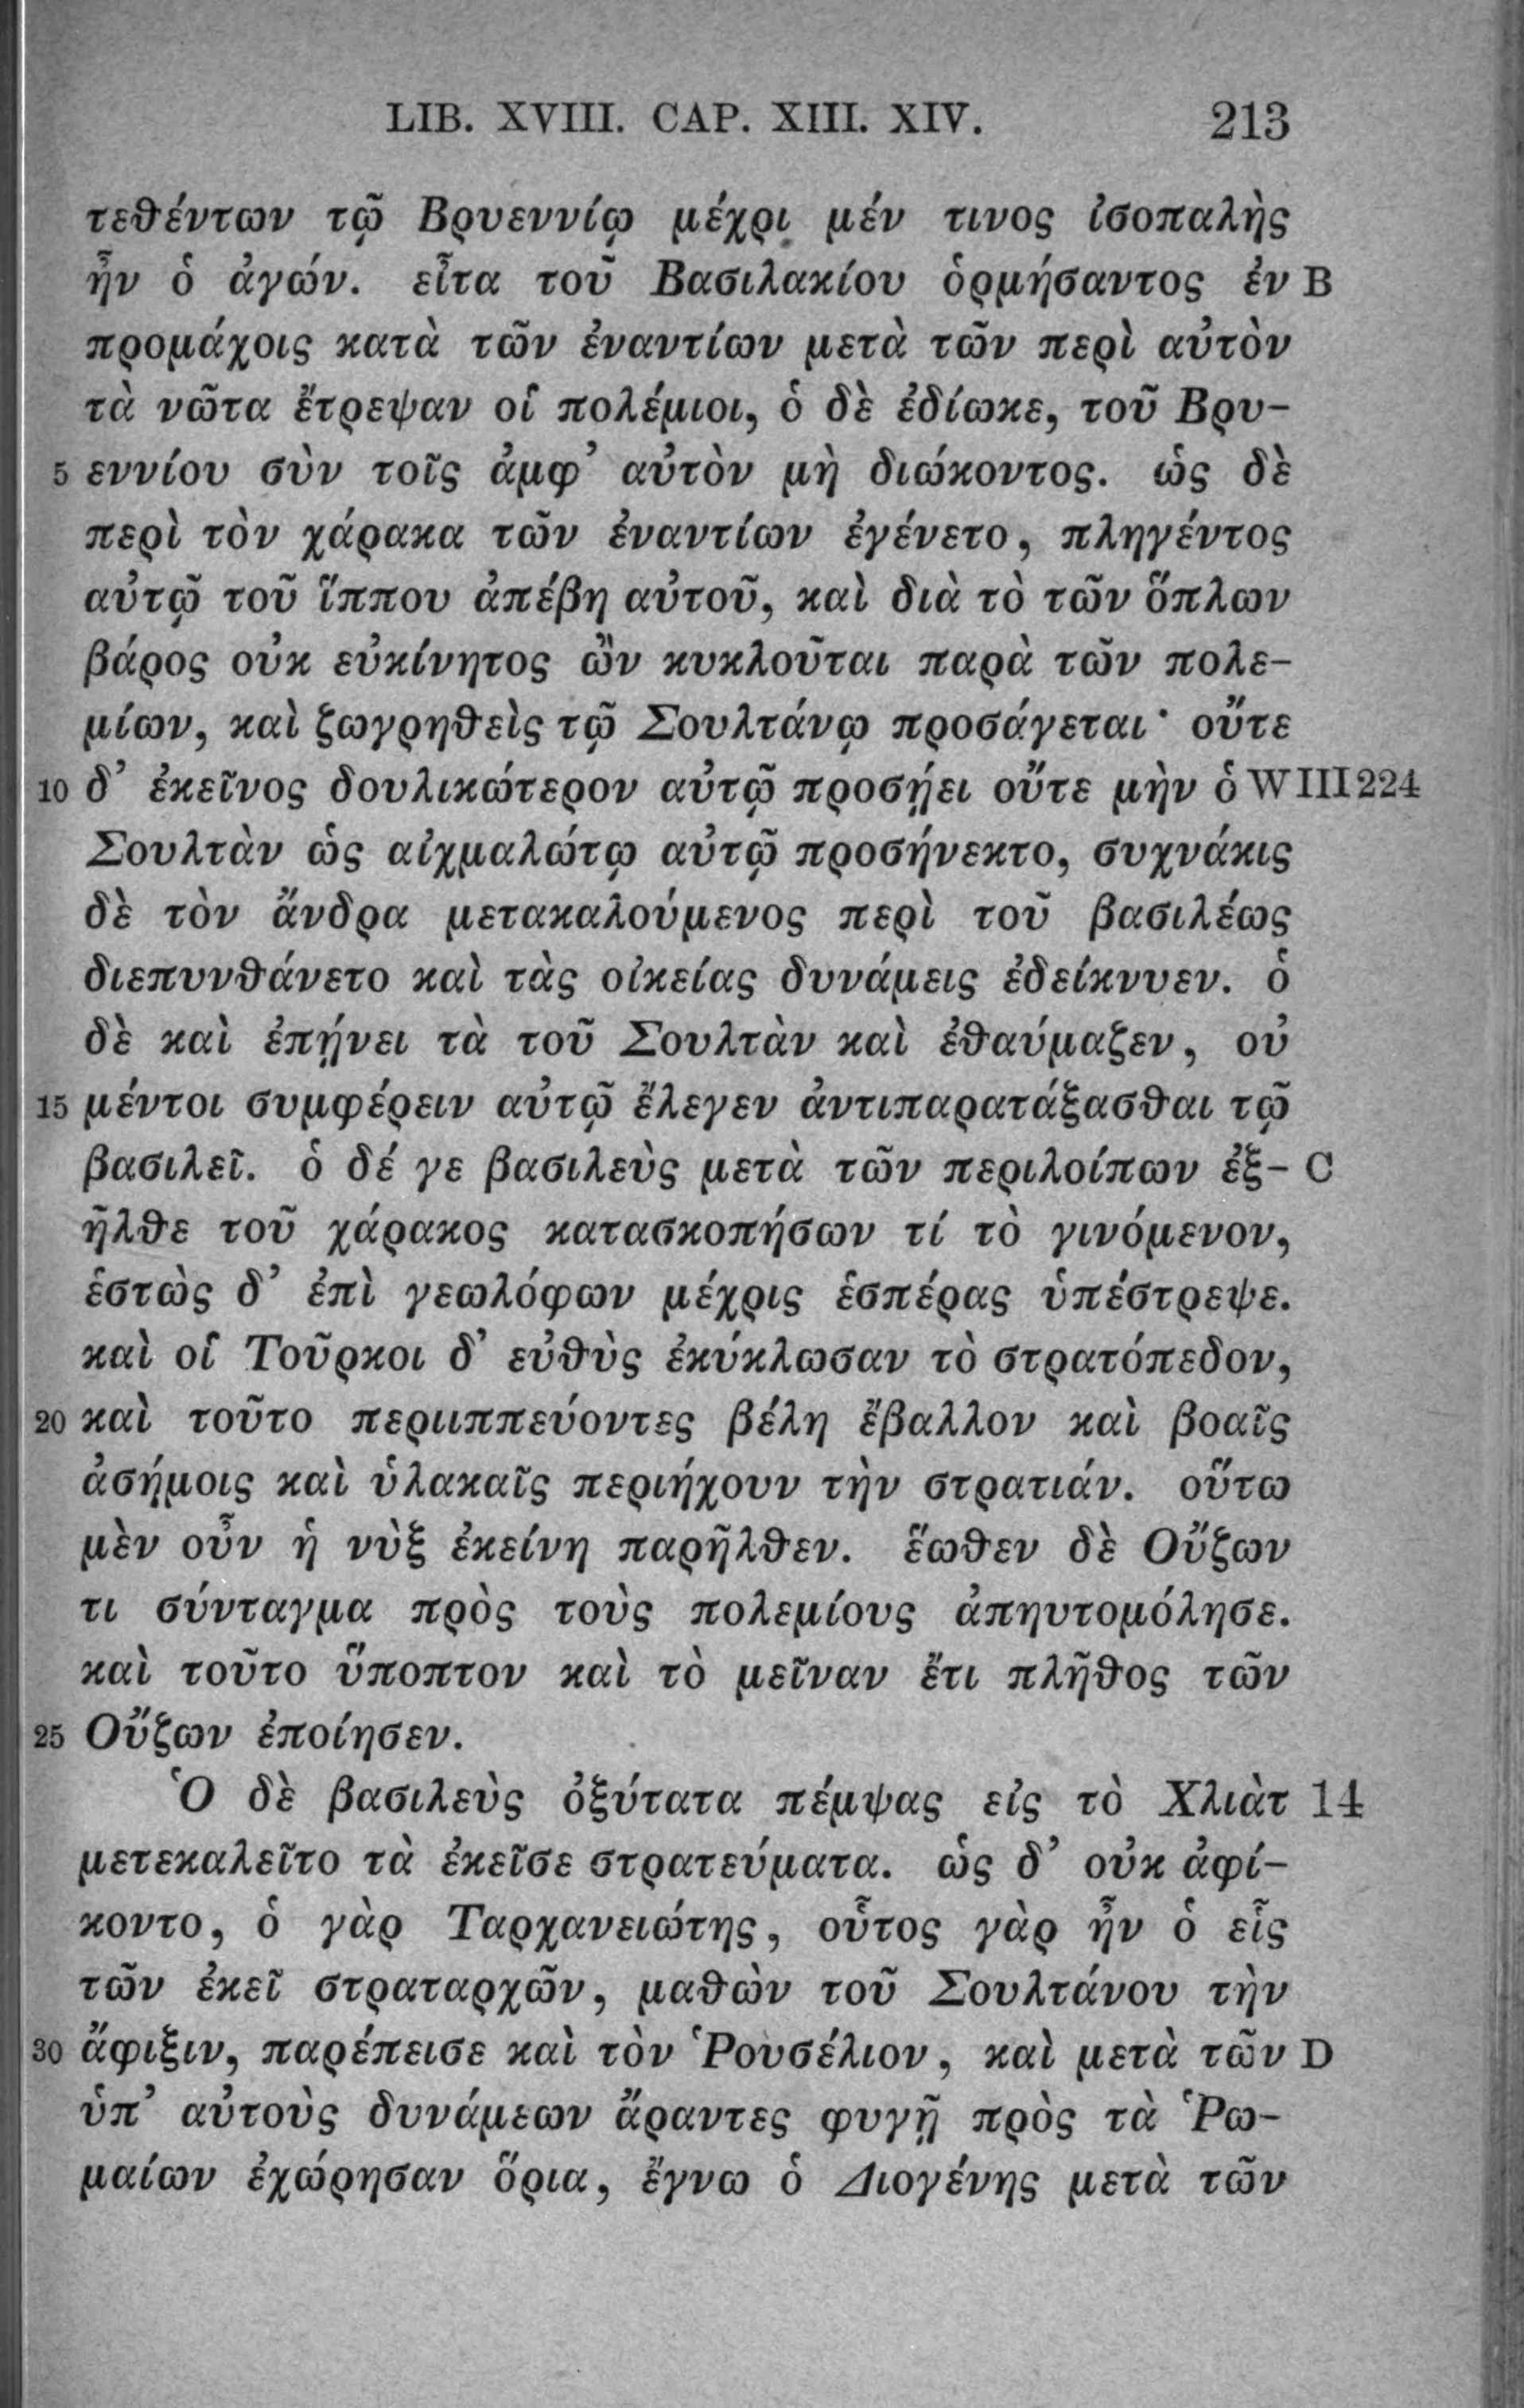 LIB. XVIII. CAP. XIII. XIV. 213
τεθέντων τῷ Βρυεννίῳ μέχρι μέν τινος ἰσοπαλὴς
ἦν ὁ ἀγών. εἶτα τοῦ Βασιλακίου ὁρμήσαντος ἐν B
προμάχοις κατὰ τῶν ἐναντίων μετὰ τῶν περὶ αὐτὸν
τὰ νῶτα ἔτρεψαν οἱ πολέμιοι, ὁ δὲ ἐδίωκε, τοῦ Βρυ-
5 εννίου σὺν τοῖς ἀμφ’ αὐτὸν μὴ διώκοντος. ὡς δὲ
περὶ τὸν χάρακα τῶν ἐναντίων ἐγένετο, πληγέντος
αὐτῷ τοῦ ἵππου ἀπέβη αὐτοῦ, καὶ διὰ τὸ τῶν ὅπλων
βάρος οὐκ εὐκίνητος ὢν κυκλοῦται παρὰ τῶν πολε-
μίων, καὶ ζωγρηθεὶς τῷ Σουλτάνῳ προσάγεται· οὔτε
10 δ’ ἐκεῖνος δουλικώτερον αὐτῷ προσῄει οὔτε μὴν ὁ W III 224
Σουλτὰν ὡς αἰχμαλώτῳ αὐτῷ προσήνεκτο, συχνάκις
δὲ τὸν ἄνδρα μετακαλούμενος περὶ τοῦ βασιλέως
διεπυνθάνετο καὶ τὰς οἰκείας δυνάμεις ἐδείκνυεν. ὁ
δὲ καὶ ἐπῄνει τὰ τοῦ Σουλτὰν καὶ ἐθαύμαζεν, οὐ
15 μέντοι συμφέρειν αὐτῷ ἔλεγεν ἀντιπαρατάξασθαι τῷ
βασιλεῖ. ὁ δέ γε βασιλεὺς μετὰ τῶν περιλοίπων ἐξ- C
ῆλθε τοῦ χάρακος κατασκοπήσων τί τὸ γινόμενον,
ἑστὼς δ’ ἐπὶ γεωλόφων μέχρις ἑσπέρας ὑπέστρεψε.
καὶ οἱ Τοῦρκοι δ’ εὐθὺς ἐκύκλωσαν τὸ στρατόπεδον,
20 καὶ τοῦτο περιιππεύοντες βέλη ἔβαλλον καὶ βοαῖς
ἀσήμοις καὶ ὑλακαῖς περιήχουν τὴν στρατιάν. οὕτω
μὲν οὖν ἡ νὺξ ἐκείνη παρῆλθεν. ἕωθεν δὲ Οὔζων
τι σύνταγμα πρὸς τοὺς πολεμίους ἀπηυτομόλησε.
καὶ τοῦτο ὕποπτον καὶ τὸ μεῖναν ἔτι πλῆθος τῶν
25 Οὔζων ἐποίησεν.
Ὁ δὲ βασιλεὺς ὀξύτατα πέμψας εἰς τὸ Χλιὰτ 14
μετεκαλεῖτο τὰ ἐκεῖσε στρατεύματα. ὡς δ’ οὐκ ἀφί-
κοντο, ὁ γὰρ Ταρχανειώτης, οὗτος γὰρ ἦν ὁ εἷς
τῶν ἐκεῖ στραταρχῶν, μαθὼν τοῦ Σουλτάνου τὴν
30 ἄφιξιν, παρέπεισε καὶ τὸν Ῥουσέλιον, καὶ μετὰ τῶν D
ὑπ’ αὐτοὺς δυνάμεων ἄραντες φυγῇ πρὸς τὰ Ῥω-
μαίων ἐχώρησαν ὅρια, ἔγνω ὁ Διογένης μετὰ τῶν